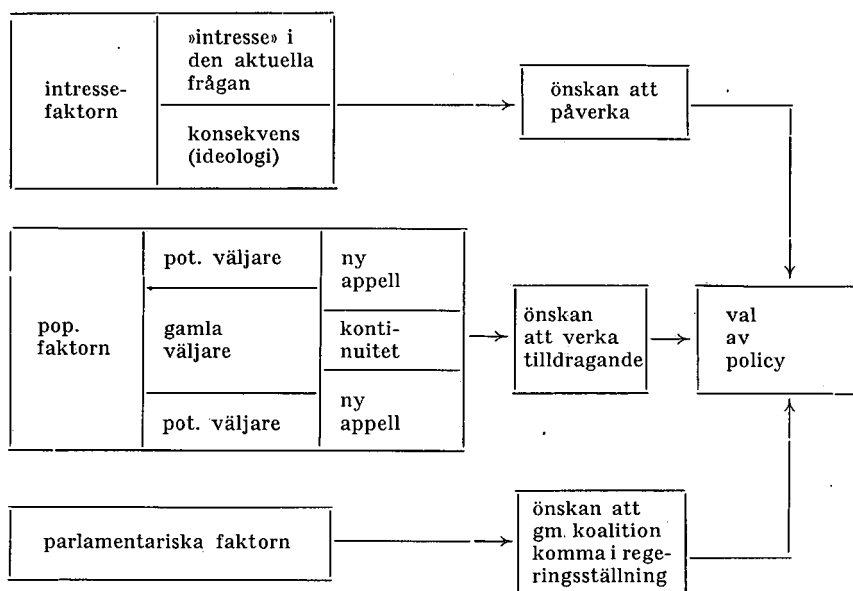 »intresse» i
den aktuella
frågan
intresse-
faktorn
konsekvens
(ideologi)
önskan att
påverka
pot. väljare
ny
appell
pop.
faktorn
gamla
väljare
konti-
nuitet
pot. väljare
ny
appell
önskan
att verka
tilldragande
val
av
policy
parlamentariska faktorn
önskan att
gm. koalition
komma i rege-
ringsställning